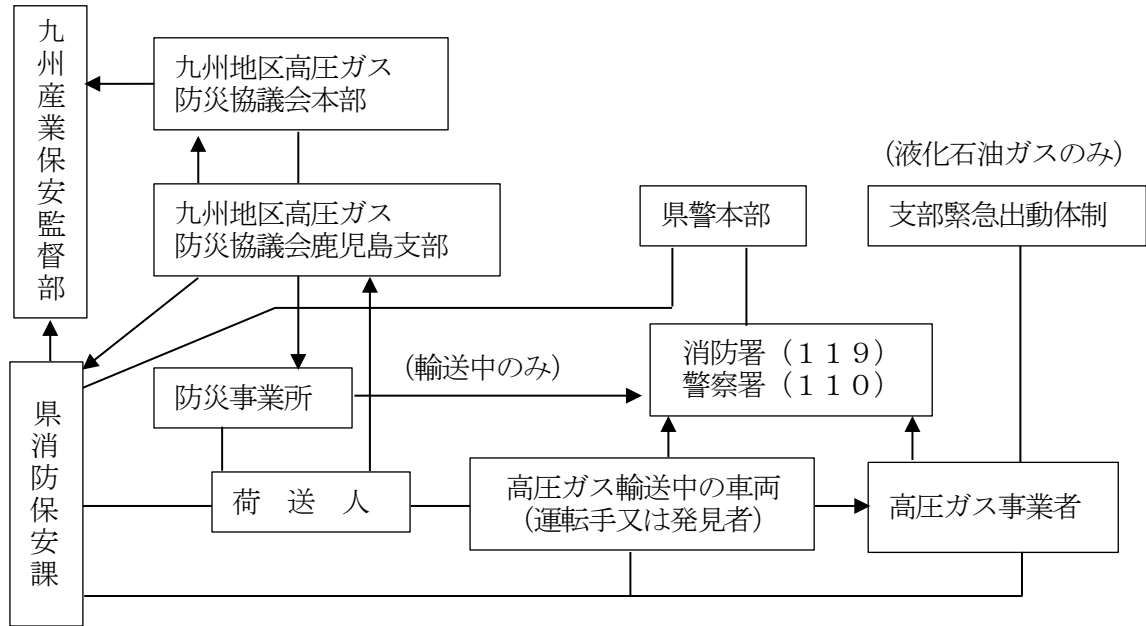 九州産業保安監督部
九州地区高圧ガス
防災協議会本部
(液化石油ガスのみ)
九州地区高圧ガス
防災協議会鹿児島支部
県警本部
支部緊急出動体制
消防署（１１９）
警察署（１１０）
(輸送中のみ)
防災事業所
県消防保安課
荷　送　人
高圧ガス輸送中の車両
(運転手又は発見者)
高圧ガス事業者